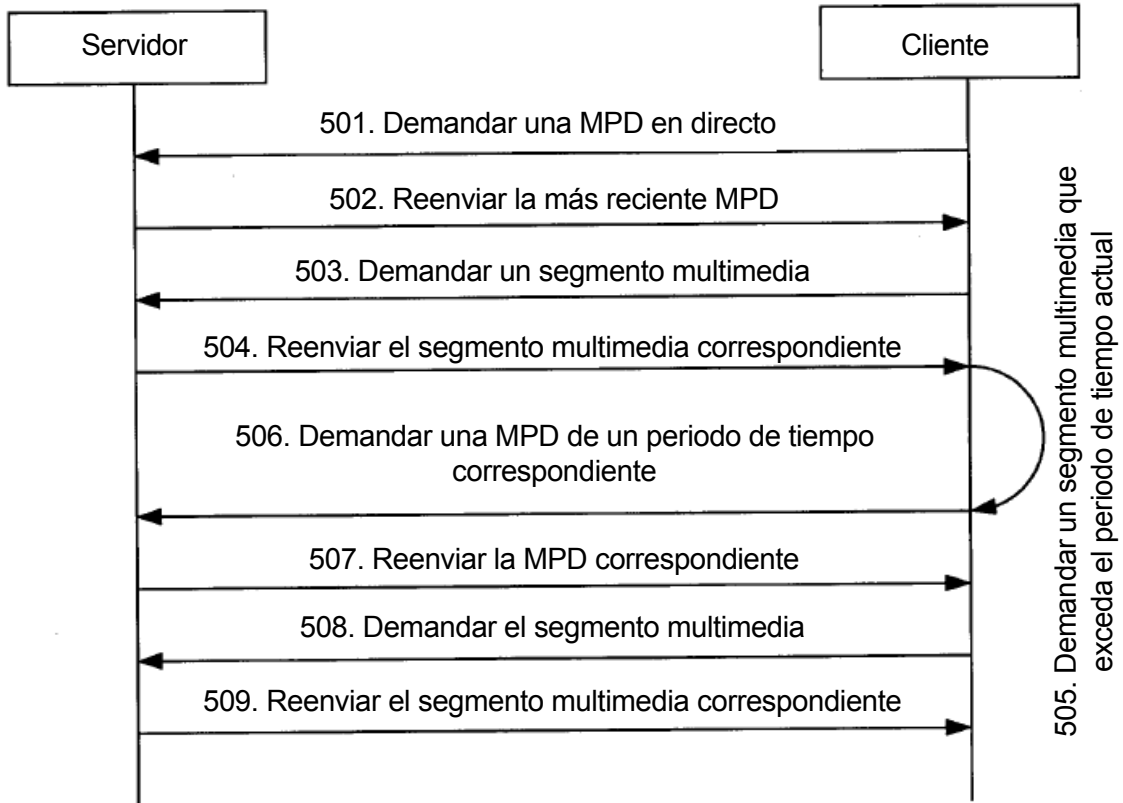 Servidor
Cliente
501. Demandar una MPD en directo
502. Reenviar la más reciente MPD
503. Demandar un segmento multimedia
504. Reenviar el segmento multimedia correspondiente
505. Demandar un segmento multimedia que
exceda el periodo de tiempo actual
506. Demandar una MPD de un periodo de tiempo
correspondiente
507. Reenviar la MPD correspondiente
508. Demandar el segmento multimedia
509. Reenviar el segmento multimedia correspondiente